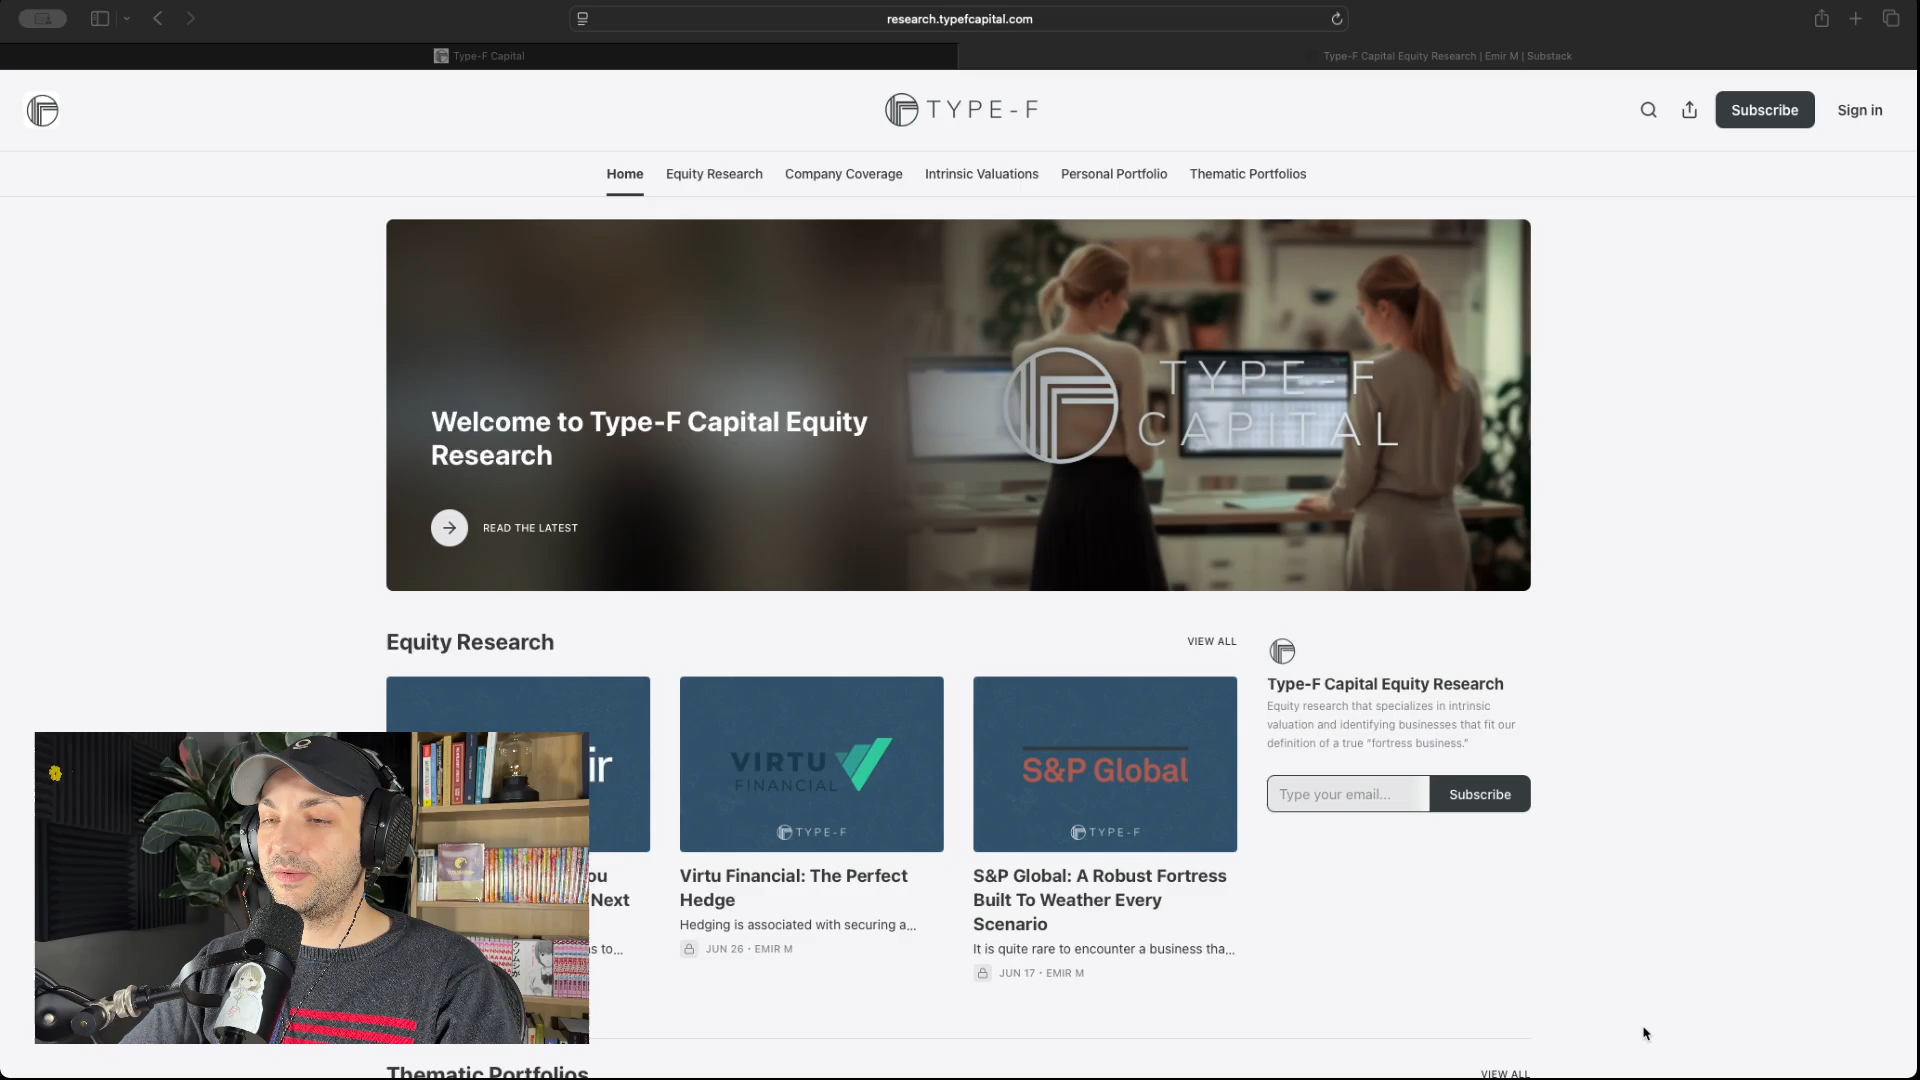 research.typefcapital.com
Type-F Capital
Type-F Capital Equity Research | Emir M | Substack
TYPE-F
Subscribe
Sign in
Home
Equity Research
Company Coverage
Intrinsic Valuations
Personal Portfolio
Thematic Portfolios
TYPE-F
CAPITAL
Welcome to Type-F Capital Equity
Research
READ THE LATEST
Equity Research
VIEW ALL
ir
VIRTU
FINANCIAL
TYPE-F
S&P Global
TYPE-F
ou
Next
s to...
Virtu Financial: The Perfect
Hedge
Hedging is associated with securing a...
JUN 26 • EMIR M
S&P Global: A Robust Fortress
Built To Weather Every
Scenario
It is quite rare to encounter a business tha...
JUN 17 • EMIR M
Type-F Capital Equity Research
Equity research that specializes in intrinsic
valuation and identifying businesses that fit our
definition of a true "fortress business."
Type your email...
Subscribe
Thematic Portfolios
VIEW ALL